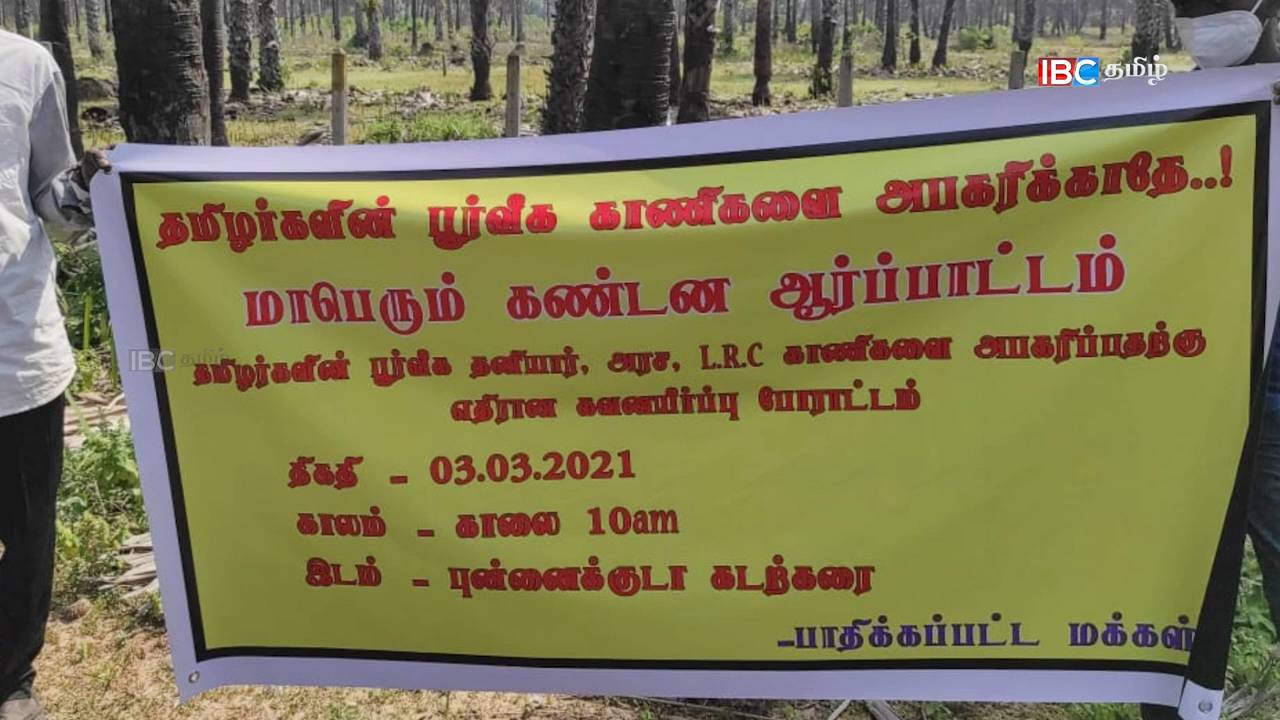 IBC தமிழ்
தமிழர்களின் பூர்வீக காணிகளை அபகரிக்காதே..!
மாபெரும் கண்டன ஆர்ப்பாட்டம்
IBC தமிழ்
தமிழர்களின் பூர்வீக தனியார், அரச, L.R.C காணிகளை அபகரிப்பதற்கு
எதிரான கவனயிர்ப்பு போராட்டம்
திகதி - 03.03.2021
காலம் - காலை 10am
இடம் - புன்னைக்குடா கடற்கரை
-பாதிக்கப்பட்ட மக்கள்